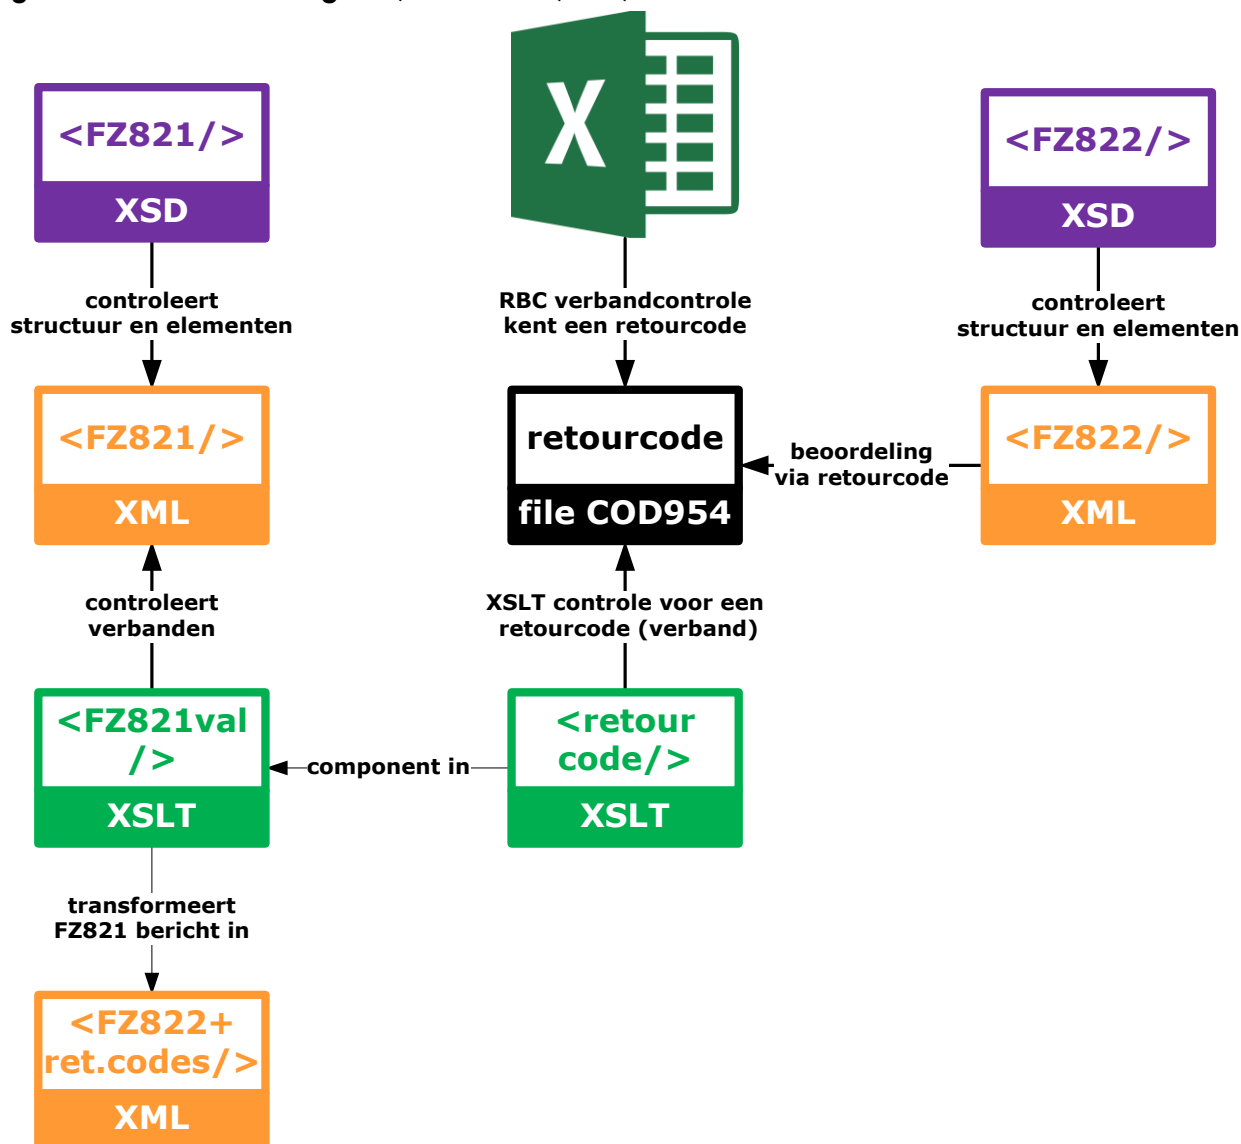 X
<FZ821/>
XSD
<FZ822/>
XSD
controleert
structuur en elementen
RBC verbandcontrole
kent een retourcode
controleert
structuur en elementen
<FZ821/>
XML
retourcode
file COD954
beoordeling
via retourcode
<FZ822/>
XML
controleert
verbanden
XSLT controle voor een
retourcode (verband)
<FZ821val
/>
XSLT
component in
<retour
code/>
XSLT
transformeert
FZ821 bericht in
<FZ822+
ret.codes/>
XML